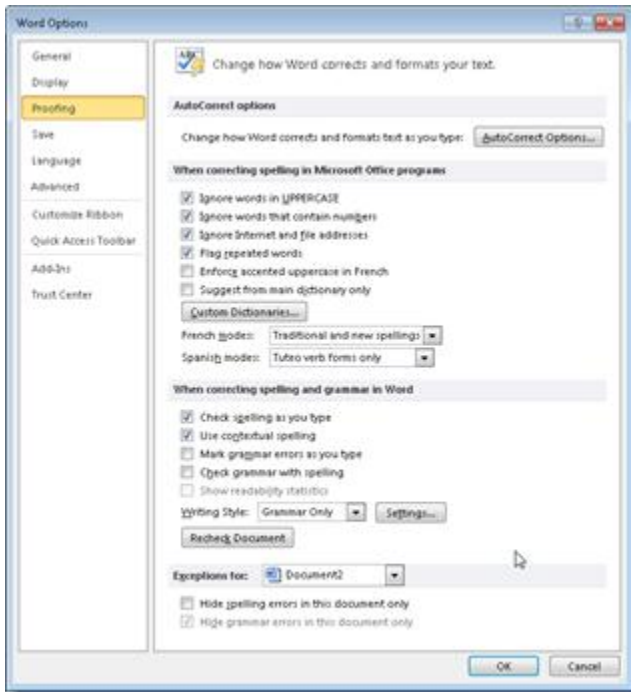 Word Options
General
Display
Proofing
Save
Language
Advanced
Customize Ribbon
Quick Access Toolbar
Add-Ins
Trust Center
ABC
Change how Word corrects and formats your text.
AutoCorrect options
Change how Word corrects and formats text as you type: AutoCorrect Options...
When correcting spelling in Microsoft Office programs
Ignore words in UPPERCASE
Ignore words that contain numbers
Ignore Internet and file addresses
Flag repeated words
Enforce accented uppercase in French
Suggest from main dictionary only
Custom Dictionaries...
French modes: Traditional and new spellings
Spanish modes: Tuteo verb forms only
When correcting spelling and grammar in Word
Check spelling as you type
Use contextual spelling
Mark grammar errors as you type
Check grammar with spelling
Show readability statistics
Writing Style: Grammar Only Settings...
Recheck Document
Exceptions for: Document2
Hide spelling errors in this document only
Hide grammar errors in this document only
OK Cancel